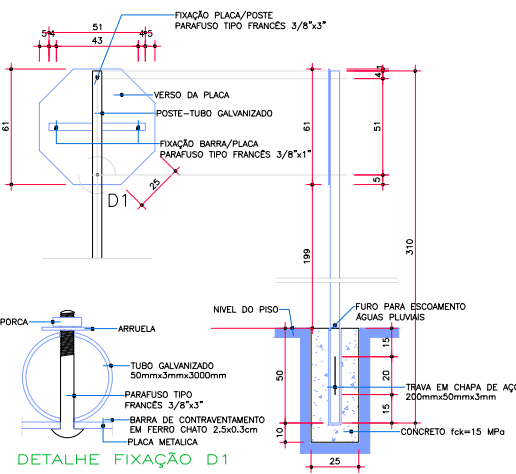 FIXAÇÃO PLACA/POSTE
PARAFUSO TIPO FRANCÊS 3/8"x3"
51
5 4 43 4 5
61
VERSO DA PLACA
POSTE-TUBO GALVANIZADO
FIXAÇÃO BARRA/PLACA
PARAFUSO TIPO FRANCÊS 3/8"x1"
25
D1
4
61
51
5
199
310
NIVEL DO PISO
FURO PARA ESCOAMENTO
ÁGUAS PLUVIAIS
15
50
20
TRAVA EM CHAPA DE AÇO
200mmx50mmx3mm
15
10
CONCRETO fck=15 MPa
25
PORCA
ARRUELA
TUBO GALVANIZADO
50mmx3mmx3000mm
PARAFUSO TIPO
FRANCÊS 3/8"x3"
BARRA DE CONTRAVENTAMENTO
EM FERRO CHATO 2.5x0.3cm
PLACA METALICA
DETALHE FIXAÇÃO D1